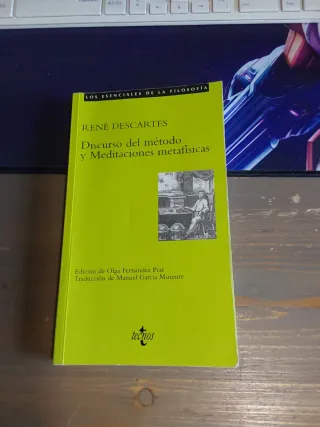 LOS ESENCIALES DE LA FILOSOFÍA
RENÉ DESCARTES
Discurso del método
y Meditaciones metafísicas
Edición de Olga Fernández Prat
Traducción de Manuel García Morente
tecnos